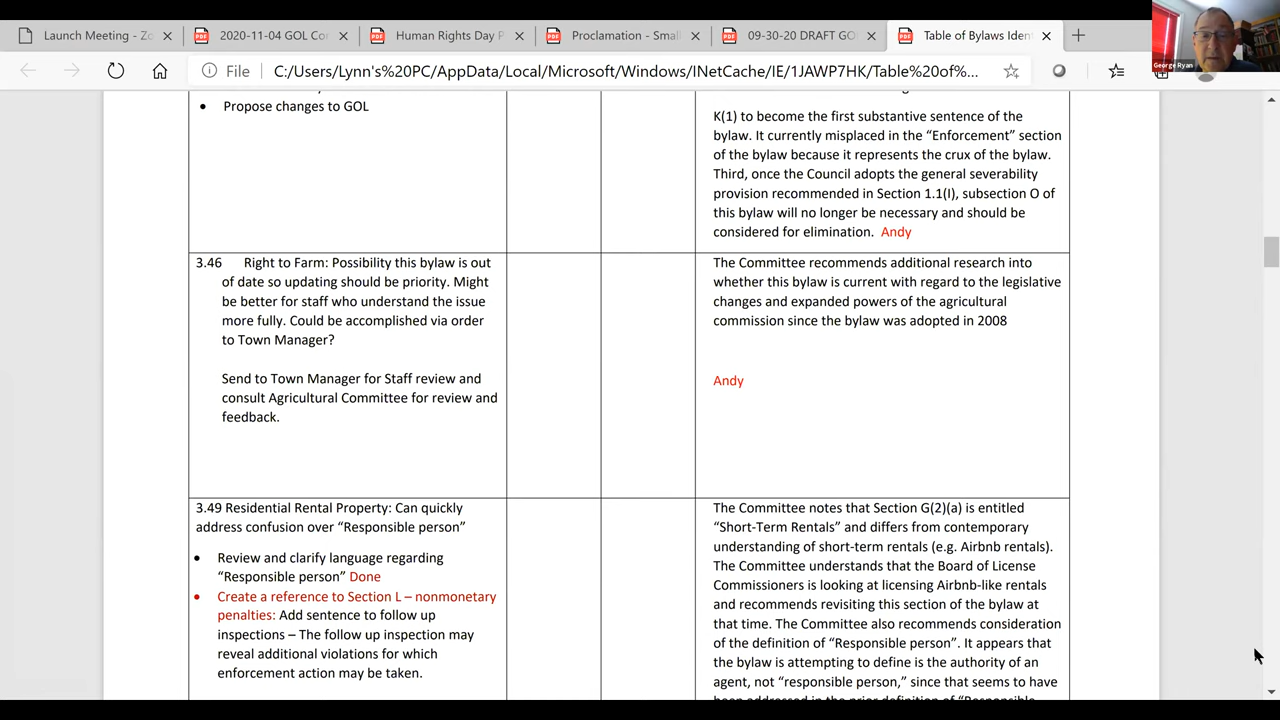 Launch Meeting - Zo
2020-11-04 GOL Co
Human Rights Day P
Proclamation - Small
09-30-20 DRAFT GO
Table of Bylaws Iden
File
C:/Users/Lynn's%20PC/AppData/Local/Microsoft/Windows/INetCache/IE/1JAWP7HK/Table%20of%...
George Ryan
• Propose changes to GOL
K(1) to become the first substantive sentence of the
bylaw. It currently misplaced in the “Enforcement” section
of the bylaw because it represents the crux of the bylaw.
Third, once the Council adopts the general severability
provision recommended in Section 1.1(I), subsection O of
this bylaw will no longer be necessary and should be
considered for elimination. Andy
3.46 Right to Farm: Possibility this bylaw is out
of date so updating should be priority. Might
be better for staff who understand the issue
more fully. Could be accomplished via order
to Town Manager?
Send to Town Manager for Staff review and
consult Agricultural Committee for review and
feedback.
The Committee recommends additional research into
whether this bylaw is current with regard to the legislative
changes and expanded powers of the agricultural
commission since the bylaw was adopted in 2008
Andy
3.49 Residential Rental Property: Can quickly
address confusion over “Responsible person”
• Review and clarify language regarding
“Responsible person” Done
• Create a reference to Section L – nonmonetary
penalties: Add sentence to follow up
inspections – The follow up inspection may
reveal additional violations for which
enforcement action may be taken.
The Committee notes that Section G(2)(a) is entitled
“Short-Term Rentals” and differs from contemporary
understanding of short-term rentals (e.g. Airbnb rentals).
The Committee understands that the Board of License
Commissioners is looking at licensing Airbnb-like rentals
and recommends revisiting this section of the bylaw at
that time. The Committee also recommends consideration
of the definition of “Responsible person”. It appears that
the bylaw is attempting to define is the authority of an
agent, not “responsible person,” since that seems to have
been addressed in the prior definition of “Responsible